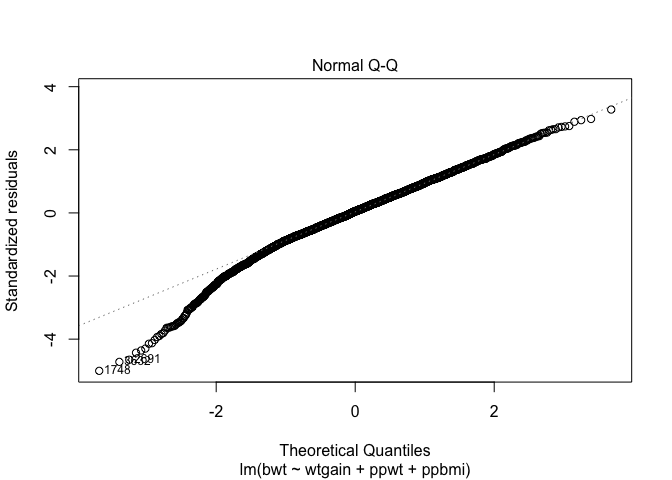 Normal Q-Q
Standardized residuals
4
2
0
-2
-4
1748
2691
-2
0
2
Theoretical Quantiles
lm(bwt ~ wtgain + ppwt + ppbmi)